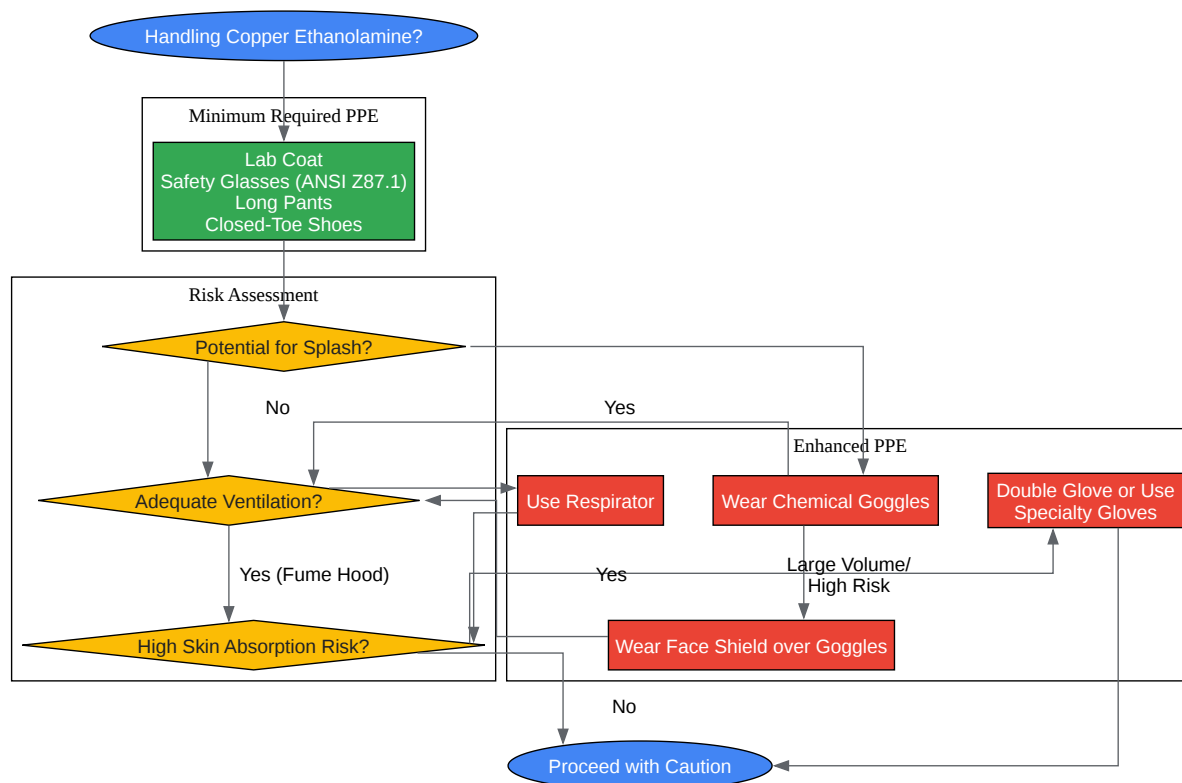 Handling Copper Ethanolamine?
Minimum Required PPE
Lab Coat
Safety Glasses (ANSI Z87.1)
Long Pants
Closed-Toe Shoes
Risk Assessment
Potential for Splash?
No
Yes
Enhanced PPE
Adequate Ventilation?
Use Respirator
Wear Chemical Goggles
Double Glove or Use
Specialty Gloves
Yes (Fume Hood)
Yes
Large Volume/
High Risk
High Skin Absorption Risk?
Wear Face Shield over Goggles
No
Proceed with Caution